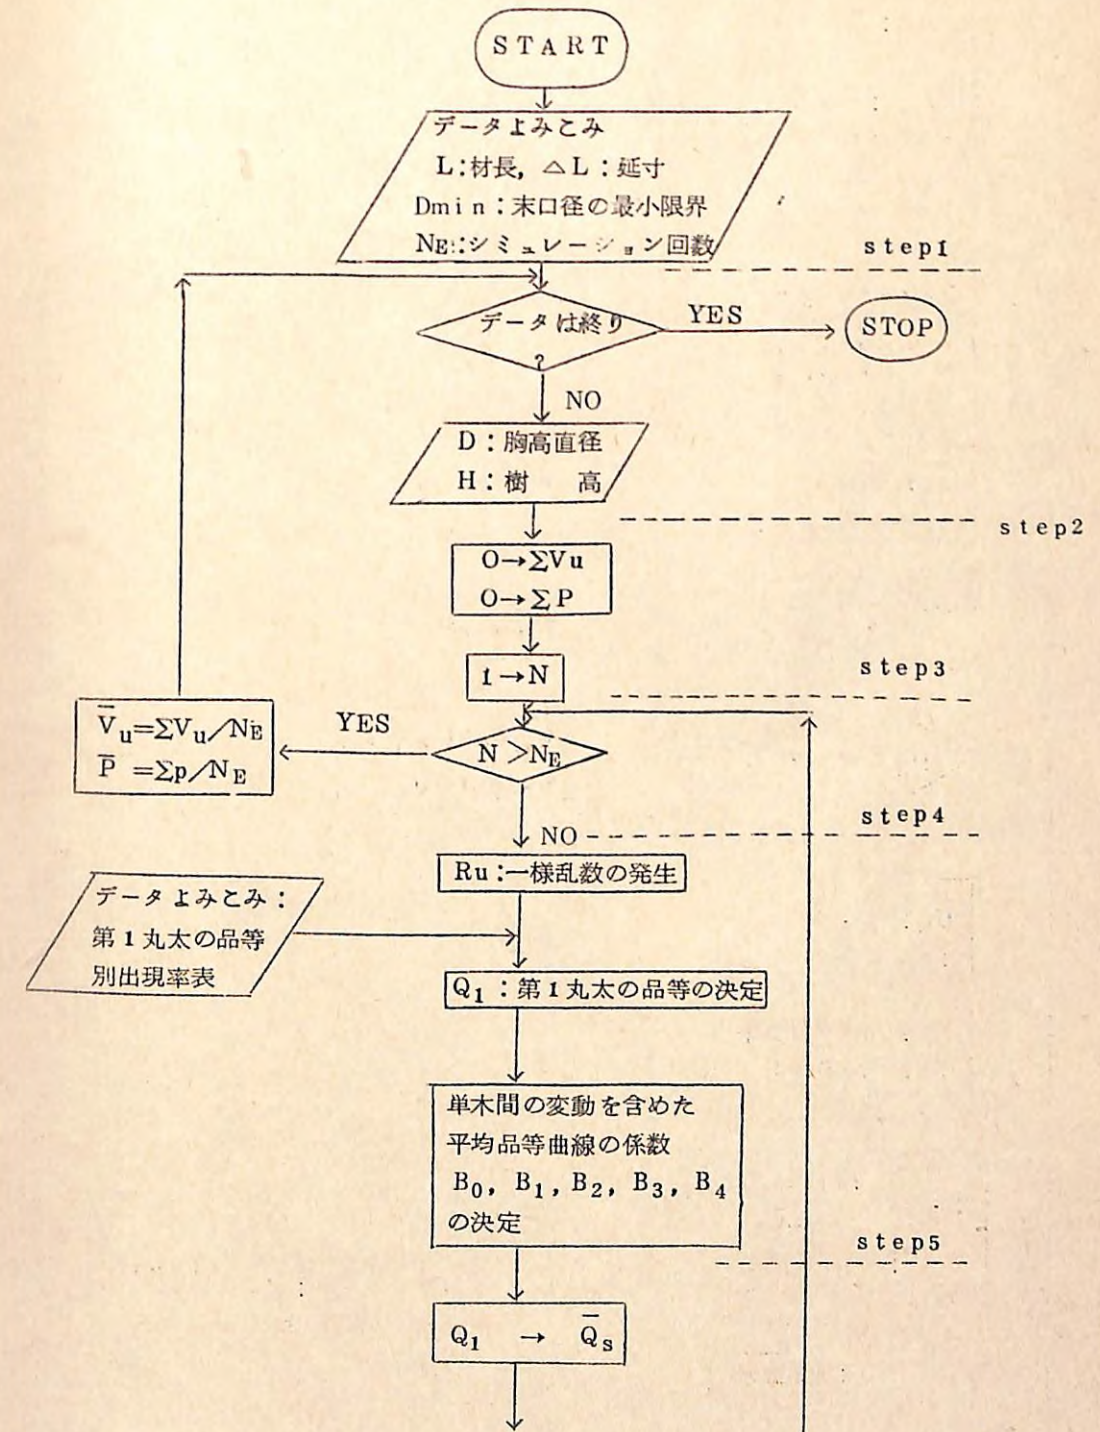 START
データよみこみ
L:材長, △L:延寸
Dmin:末口径の最小限界
NE:シミュレーション回数
step1
データは終り
?
YES
STOP
NO
D:胸高直径
H:樹 高
step2
O→ΣVu
O→ΣP
1→N
step3
N>NE
YES
V̄u=ΣVu/NE
P̄=Σp/NE
NO
step4
Ru:一様乱数の発生
データよみこみ:
第1丸太の品等
別出現率表
Q1:第1丸太の品等の決定
単木間の変動を含めた
平均品等曲線の係数
B0, B1, B2, B3, B4
の決定
step5
Q1 → Q̄s